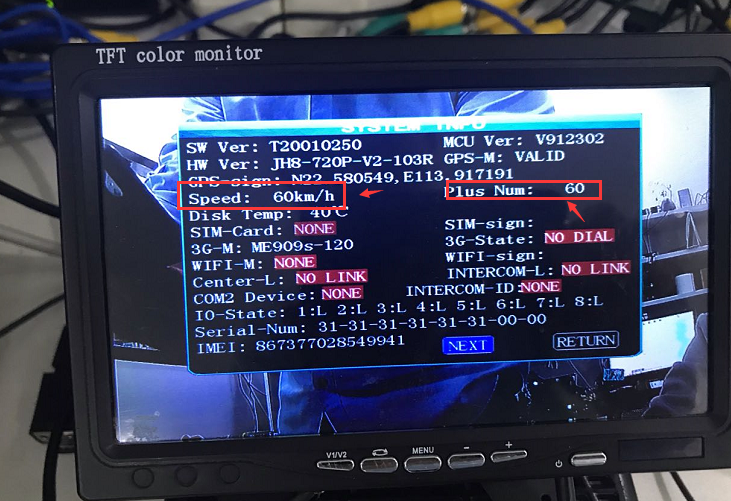 TFT color monitor
SYSTEM INFO
SW Ver: T20010250 MCU Ver: V912302
HW Ver: JH8-720P-V2-103R GPS-M: VALID
GPS-sign: N22.580549,E113.917191
Speed: 60km/h Plus Num: 60
Disk Temp: 40℃
SIM-Card: NONE SIM-sign:
3G-M: ME909s-120 3G-State: NO DIAL
WIFI-M: NONE WIFI-sign:
Center-L: NO LINK INTERCOM-L: NO LINK
COM2 Device: NONE INTERCOM-ID: NONE
IO-State: 1:L 2:L 3:L 4:L 5:L 6:L 7:L 8:L
Serial-Num: 31-31-31-31-31-31-00-00
IMEI: 867377028549941 NEXT RETURN
V1/V2 MENU - +